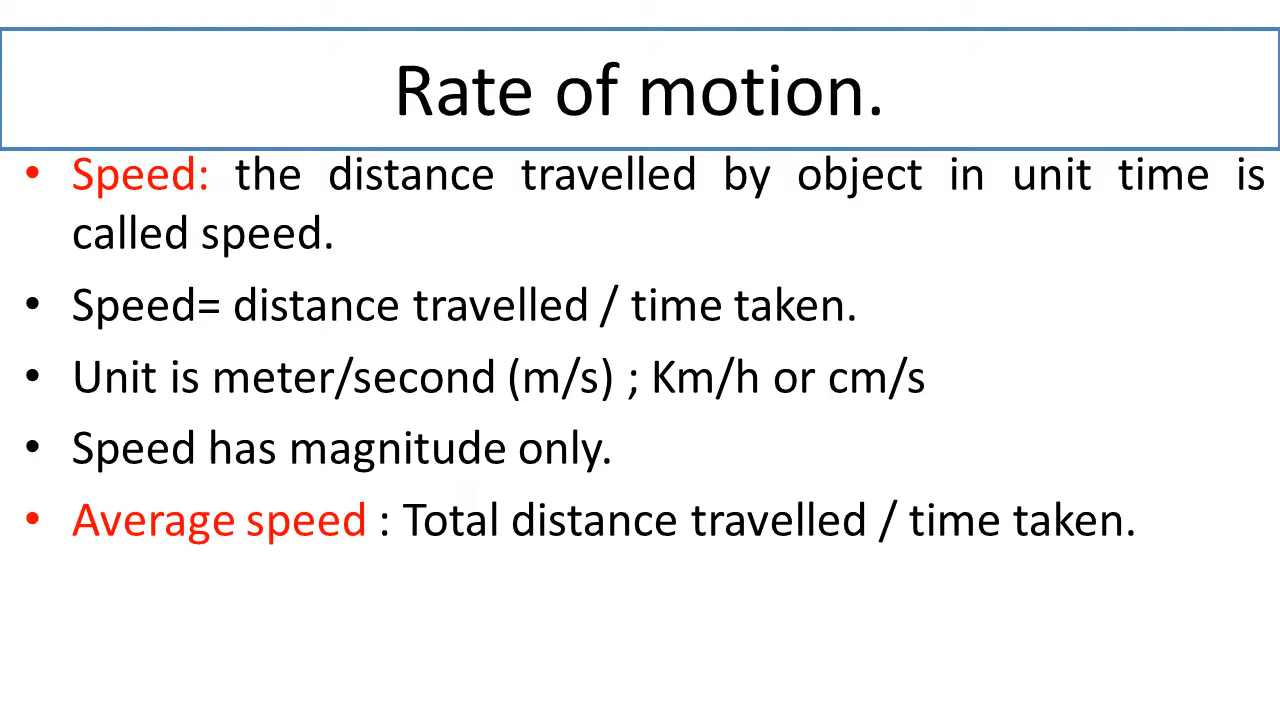 Rate of motion.
• Speed: the distance travelled by object in unit time is
called speed.
• Speed= distance travelled / time taken.
• Unit is meter/second (m/s) ; Km/h or cm/s
• Speed has magnitude only.
• Average speed : Total distance travelled / time taken.